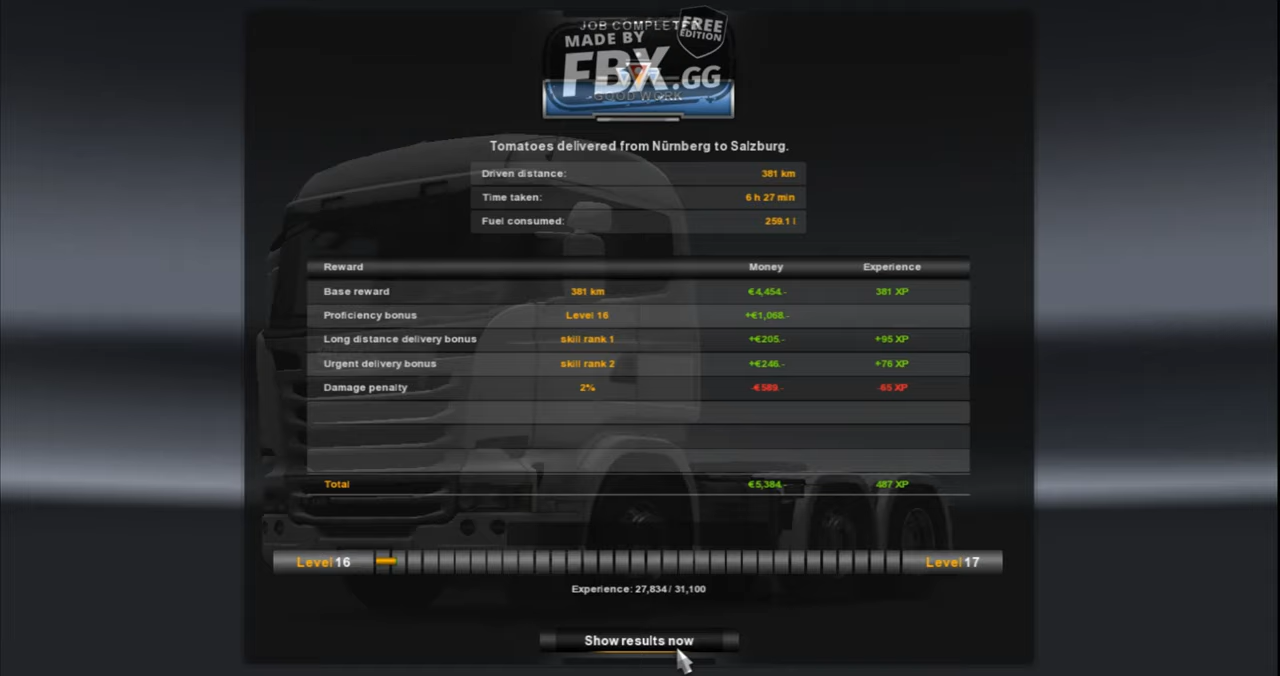 JOB COMPLETE
FREE
EDITION
MADE BY
FBX.GG
GOOD WORK
Tomatoes delivered from Nürnberg to Salzburg.
Driven distance: 381 km
Time taken: 6 h 27 min
Fuel consumed: 259.1 l
Reward Money Experience
Base reward 381 km €4,454.- 381 XP
Proficiency bonus Level 16 +€1,068.-
Long distance delivery bonus skill rank 1 +€205.- +95 XP
Urgent delivery bonus skill rank 2 +€246.- +76 XP
Damage penalty 2% -€589.- -65 XP
Total €5,384.- 487 XP
Level 16 Level 17
Experience: 27,834 / 31,100
Show results now